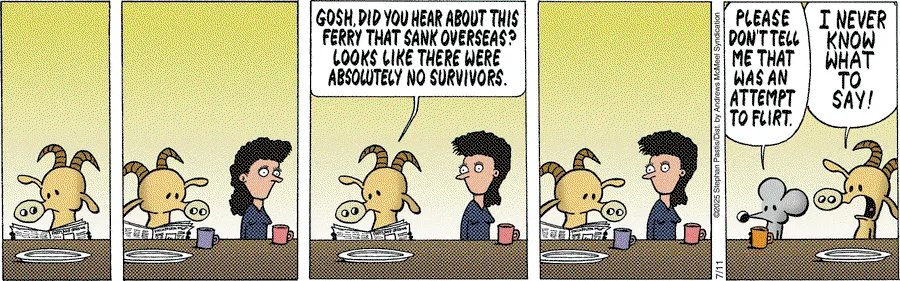 GOSH, DID YOU HEAR ABOUT THIS
FERRY THAT SANK OVERSEAS?
LOOKS LIKE THERE WERE
ABSOLUTELY NO SURVIVORS.
©2025 Stephan Pastis/Dist. by Andrews McMeel Syndication
7/11
PLEASE
DON'T TELL
ME THAT
WAS AN
ATTEMPT
TO FLIRT.
I NEVER
KNOW
WHAT
TO
SAY!